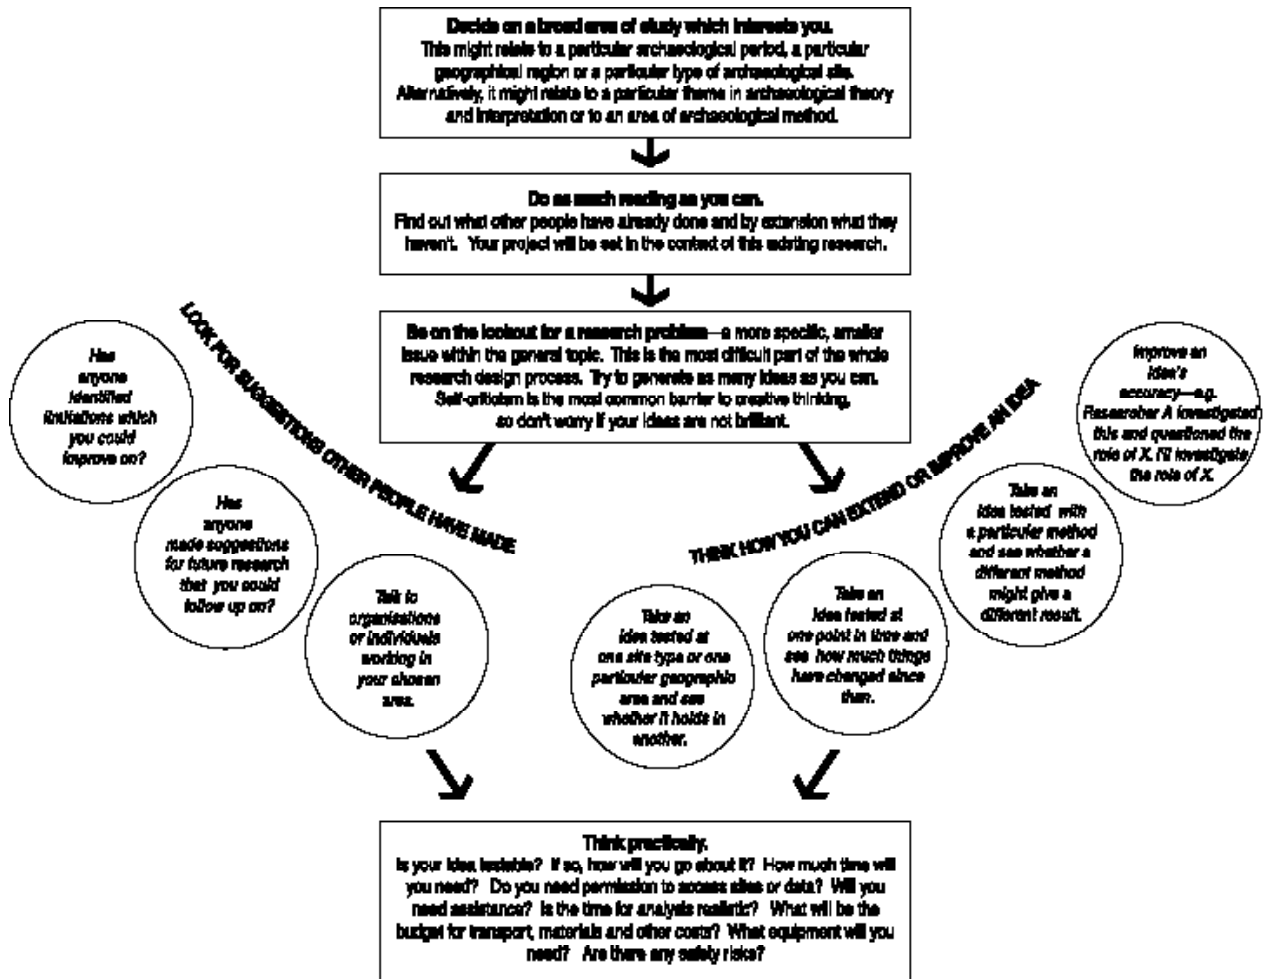 Decide on a broad area of study which interests you.
This might relate to a particular archaeological period, a particular
geographical region or a particular type of archaeological site.
Alternatively, it might relate to a particular theme in archaeological theory
and interpretation or to an area of archaeological method.
Do as much reading as you can.
Find out what other people have already done and by extension what they
haven't. Your project will be set in the context of this existing research.
Be on the lookout for a research problem—a more specific, smaller
issue within the general topic. This is the most difficult part of the whole
research design process. Try to generate as many ideas as you can.
Self-criticism is the most common barrier to creative thinking,
so don't worry if your ideas are not brilliant.
LOOK FOR SUGGESTIONS OTHER PEOPLE HAVE MADE
Has
anyone
identified
limitations which
you could
improve on?
Has
anyone
made suggestions
for future research
that you could
follow up on?
Talk to
organisations
or individuals
working in
your chosen
area.
THINK HOW YOU CAN EXTEND OR IMPROVE AN IDEA
Take an
idea tested at
one site type or one
particular geographic
area and see
whether it holds in
another.
Take an
idea tested at
one point in time and
see how much things
have changed since
then.
Take an
idea tested with
a particular method
and see whether a
different method
might give a
different result.
Improve an
idea's
accuracy—e.g.
Researcher A investigated
this and questioned the
role of X. I'll investigate
the role of X.
Think practically.
Is your idea testable? If so, how will you go about it? How much time will
you need? Do you need permission to access sites or data? Will you
need assistance? Is the time for analysis realistic? What will be the
budget for transport, materials and other costs? What equipment will you
need? Are there any safety risks?